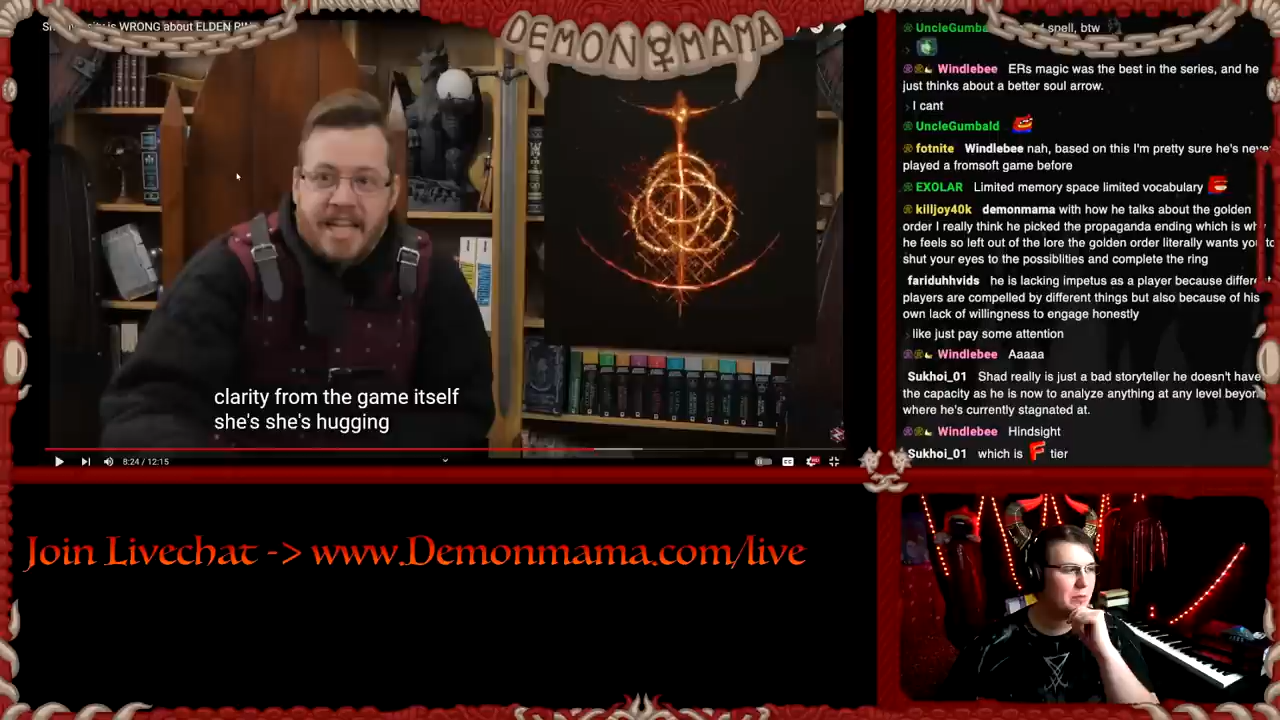 is WRONG about ELDEN
DEMON MAMA
clarity from the game itself
she's she's hugging
8:24 / 12:15
CC
Join Livechat -> www.Demonmama.com/live
spell, btw
Windlebee ERs magic was the best in the series, and he
just thinks about a better soul arrow.
I cant
UncleGumbald
fotnite Windlebee nah, based on this I'm pretty sure he's
played a fromsoft game before
EXOLAR Limited memory space limited vocabulary
killjoy40k demonmama with how he talks about the golden
order I really think he picked the propaganda ending which is
he feels so left out of the lore the golden order literally wants
shut your eyes to the possiblities and complete the ring
fariduhhvids he is lacking impetus as a player because
players are compelled by different things but also because of his
own lack of willingness to engage honestly
like just pay some attention
Windlebee Aaaaa
Sukhoi_01 Shad really is just a bad storyteller he doesn't have
the capacity as he is now to analyze anything at any level
where he's currently stagnated at.
Windlebee Hindsight
Sukhoi_01 which is F tier